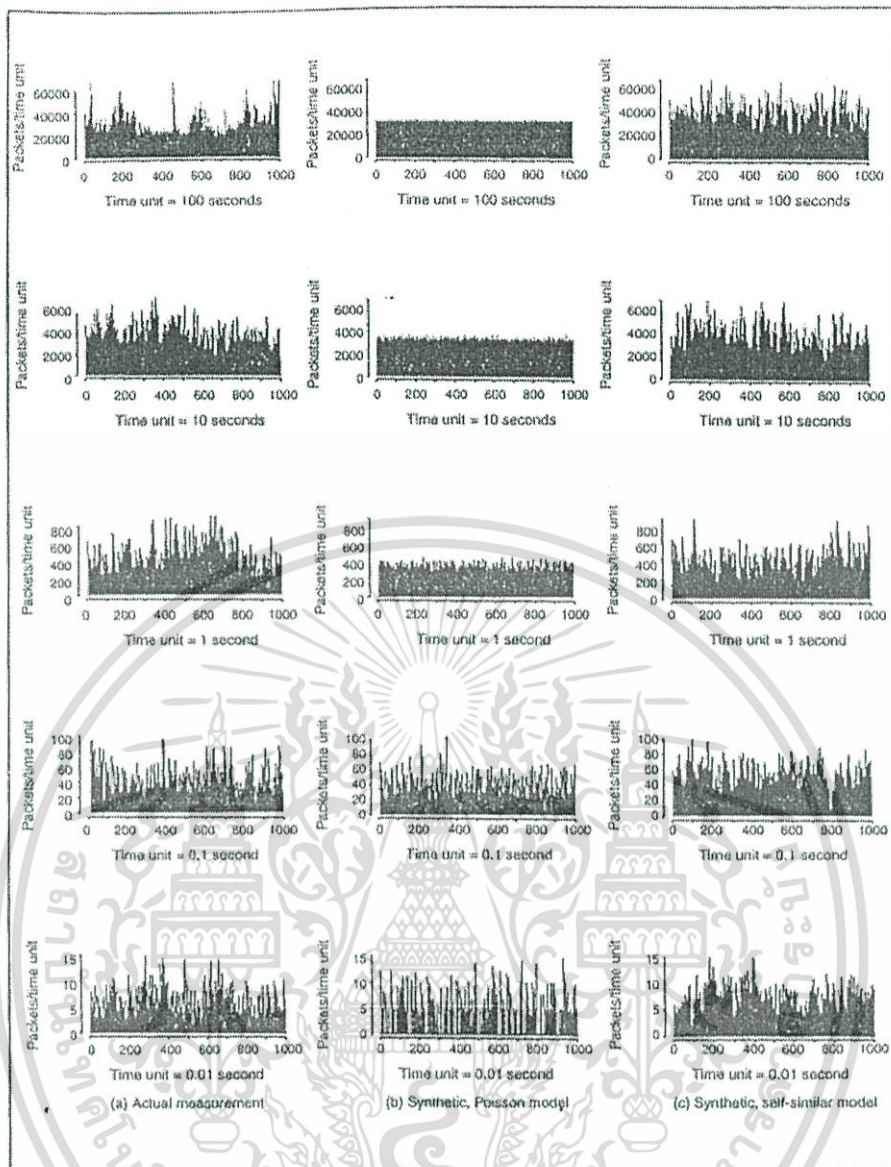 Packets/time unit
60000
40000
20000
0
0 200 400 600 800 1000
Time unit = 100 seconds
Packets/time unit
60000
40000
20000
0
0 200 400 600 800 1000
Time unit = 100 seconds
Packets/time unit
60000
40000
20000
0
0 200 400 600 800 1000
Time unit = 100 seconds
Packets/time unit
6000
4000
2000
0
0 200 400 600 800 1000
Time unit = 10 seconds
Packets/time unit
6000
4000
2000
0
0 200 400 600 800 1000
Time unit = 10 seconds
Packets/time unit
6000
4000
2000
0
0 200 400 600 800 1000
Time unit = 10 seconds
Packets/time unit
800
600
400
200
0
0 200 400 600 800 1000
Time unit = 1 second
Packets/time unit
800
600
400
200
0
0 200 400 600 800 1000
Time unit = 1 second
Packets/time unit
800
600
400
200
0
0 200 400 600 800 1000
Time unit = 1 second
Packets/time unit
100
80
60
40
20
0
0 200 400 600 800 1000
Time unit = 0.1 second
Packets/time unit
100
80
60
40
20
0
0 200 400 600 800 1000
Time unit = 0.1 second
Packets/time unit
100
80
60
40
20
0
0 200 400 600 800 1000
Time unit = 0.1 second
Packets/time unit
15
10
5
0
0 200 400 600 800 1000
Time unit = 0.01 second
(a) Actual measurement
Packets/time unit
15
10
5
0
0 200 400 600 800 1000
Time unit = 0.01 second
(b) Synthetic, Poisson model
Packets/time unit
15
10
5
0
0 200 400 600 800 1000
Time unit = 0.01 second
(c) Synthetic, self-similar model